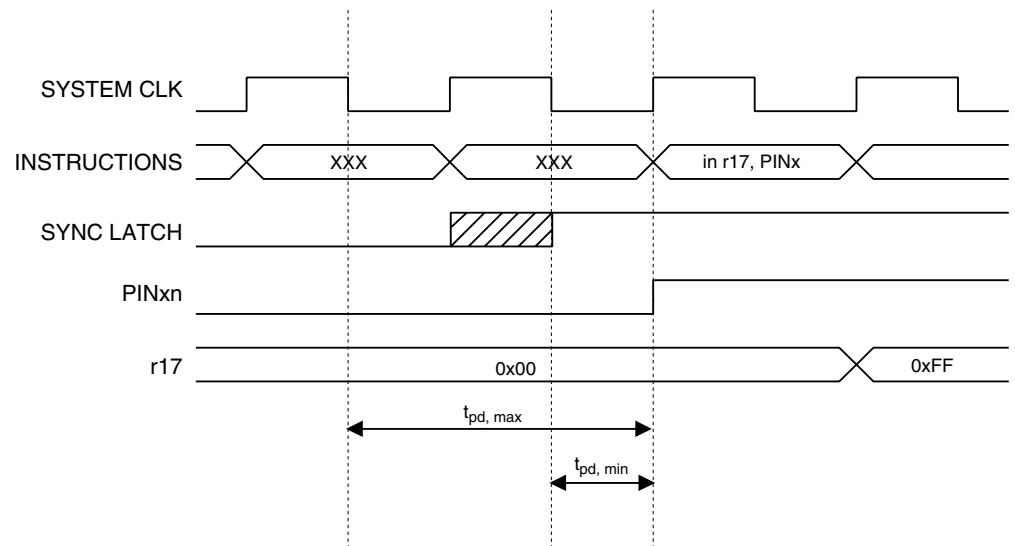 SYSTEM CLK
INSTRUCTIONS XXX XXX in r17, PINx
SYNC LATCH
PINxn
r17 0x00 0xFF
tpd, max
tpd, min